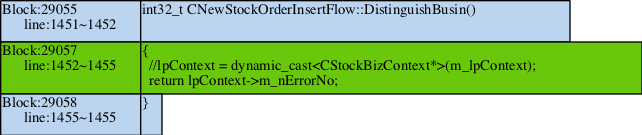 Block:29055 int32_t CNewStockOrderInsertFlow::DistinguishBusin()
line:1451~1452
Block:29057 {
line:1452~1455 //lpContext = dynamic_cast<CStockBizContext*>(m_lpContext);
return lpContext->m_nErrorNo;
Block:29058 }
line:1455~1455